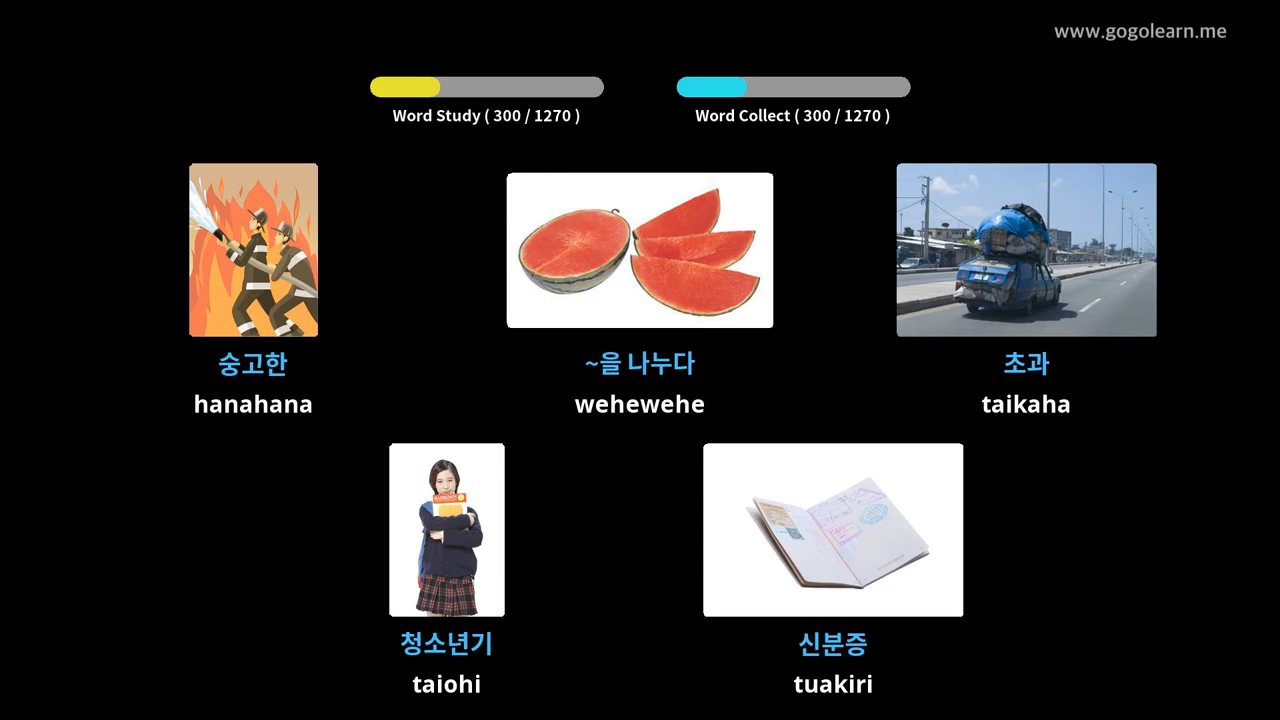 www.gogolearn.me
Word Study ( 300 / 1270 )
Word Collect ( 300 / 1270 )
숭고한
hanahana
~을 나누다
wehewehe
초과
taikaha
청소년기
taiohi
신분증
tuakiri